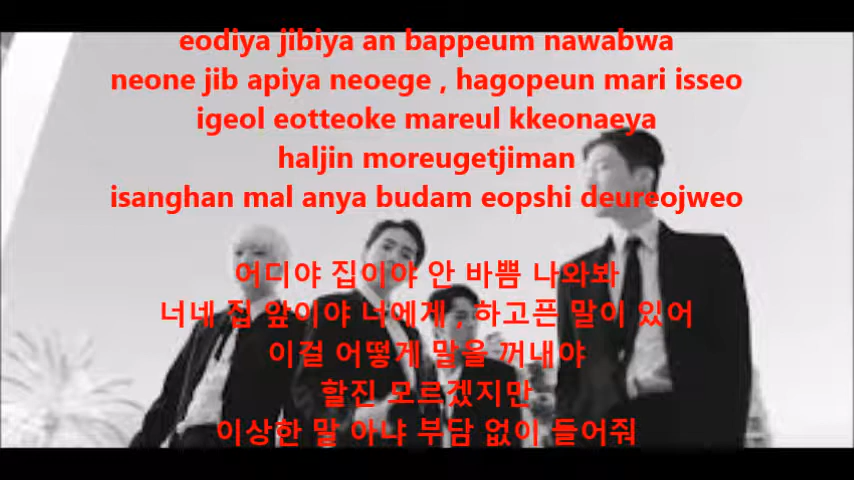 eodiya jibiya an bappeum nawabwa
neone jib apiya neoege , hagopeun mari isseo
igeol eotteoke mareul kkeonaeya
haljin moreugetjiman
isanghan mal anya budam eopshi deureojweo
어디야 집이야 안 바쁨 나와봐
너네 집 앞이야 너에게 , 하고픈 말이 있어
이걸 어떻게 말을 꺼내야
할진 모르겠지만
이상한 말 아냐 부담 없이 들어줘